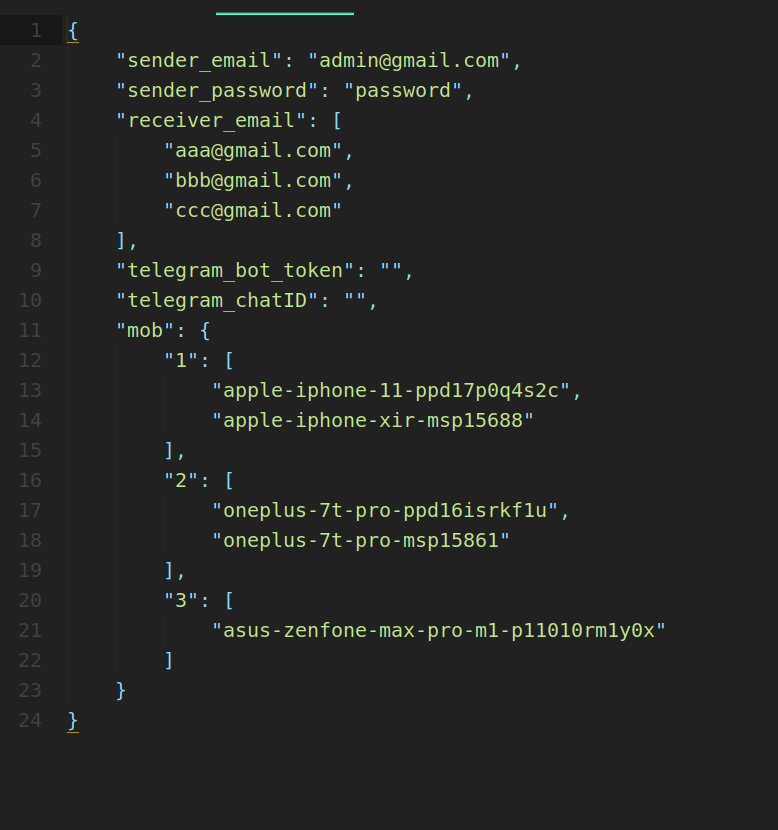 1 {
2 "sender_email": "admin@gmail.com",
3 "sender_password": "password",
4 "receiver_email": [
5 "aaa@gmail.com",
6 "bbb@gmail.com",
7 "ccc@gmail.com"
8 ],
9 "telegram_bot_token": "",
10 "telegram_chatID": "",
11 "mob": {
12 "1": [
13 "apple-iphone-11-ppd17p0q4s2c",
14 "apple-iphone-xir-msp15688"
15 ],
16 "2": [
17 "oneplus-7t-pro-ppd16isrkf1u",
18 "oneplus-7t-pro-msp15861"
19 ],
20 "3": [
21 "asus-zenfone-max-pro-m1-p11010rm1y0x"
22 ]
23 }
24 }